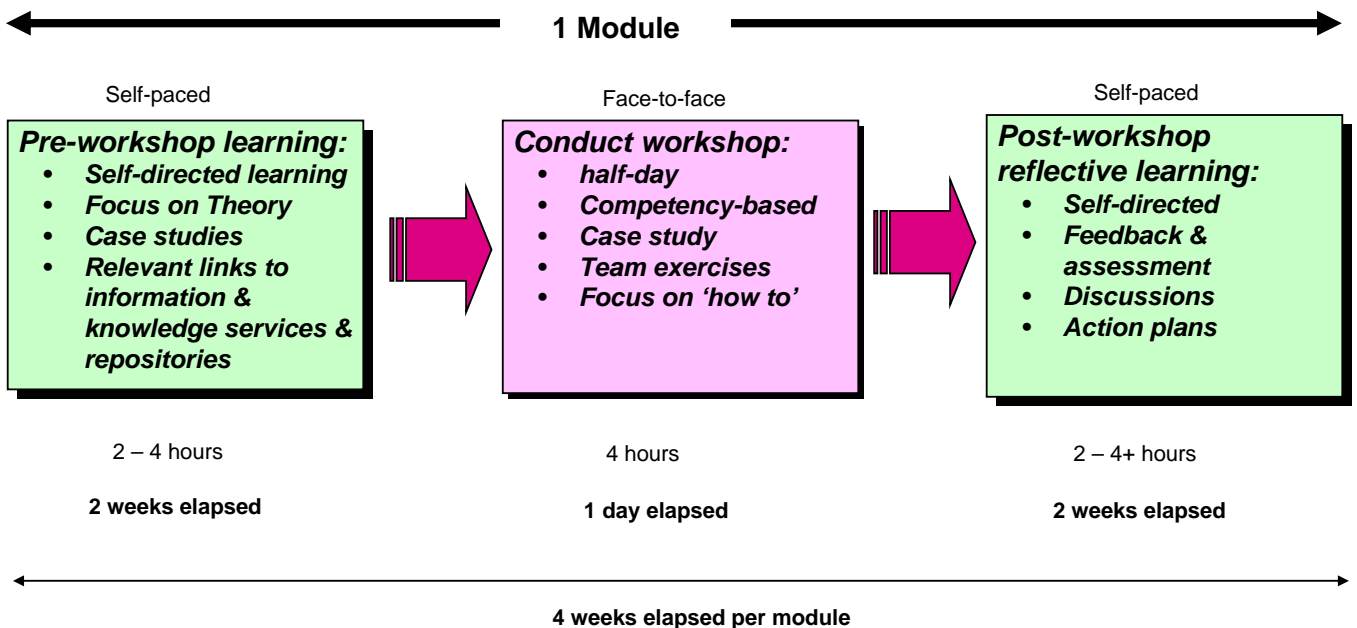 1 Module
Self-paced
Face-to-face
Self-paced
Pre-workshop learning:
• Self-directed learning
• Focus on Theory
• Case studies
• Relevant links to
information &
knowledge services &
repositories
Conduct workshop:
• half-day
• Competency-based
• Case study
• Team exercises
• Focus on ‘how to’
Post-workshop
reflective learning:
• Self-directed
• Feedback &
assessment
• Discussions
• Action plans
2 – 4 hours
4 hours
2 – 4+ hours
2 weeks elapsed
1 day elapsed
2 weeks elapsed
4 weeks elapsed per module